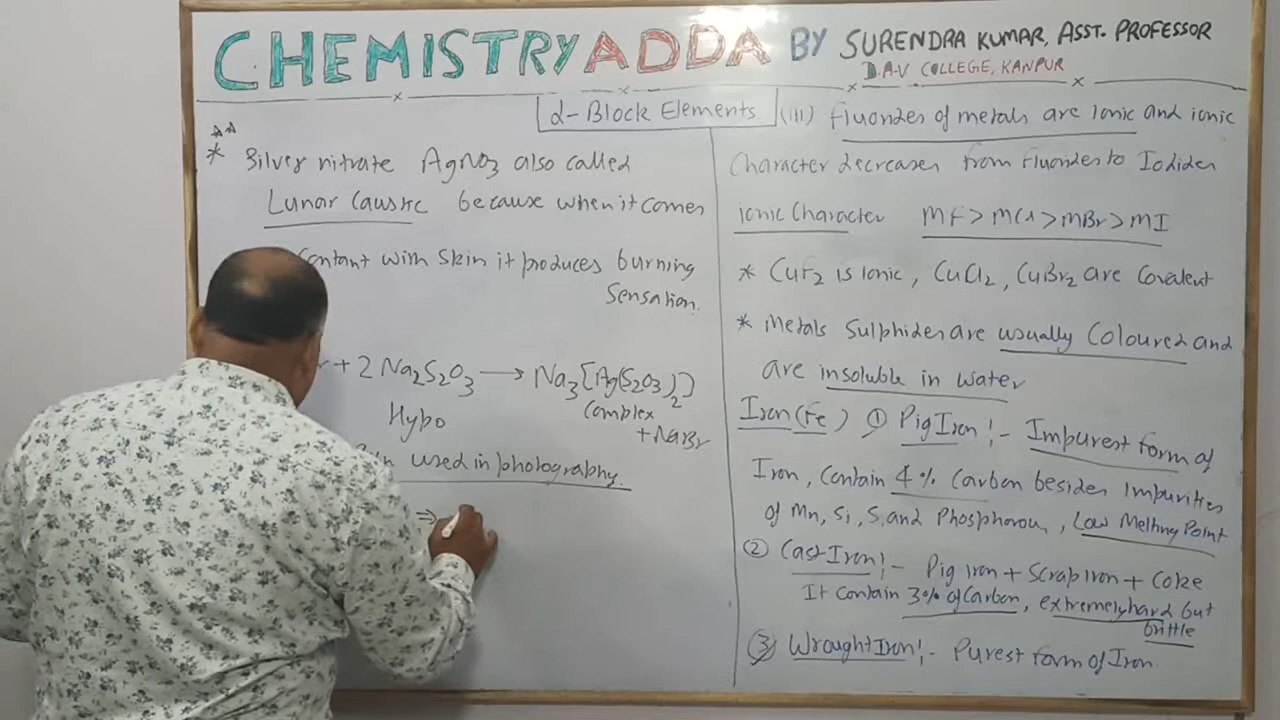 CHEMISTRY ADDA BY SURENDRA KUMAR, ASST. PROFESSOR
D.A-V COLLEGE, KANPUR
d-Block Elements
** 
* Silver nitrate AgNO3 also called
Lunar Caustic because when it comes
Contant with skin it produces burning
Sensation.
+ 2 Na2S2O3 → Na3[Ag(S2O3)2]
Hypo
Complex
+ NaBr
used in photography.
⇒
(iii) Fluorides of metals are Ionic and ionic
Character decreases from Fluorides to Iodides
Ionic Character MF > MCl > MBr > MI
* CuF2 is Ionic, CuCl2, CuBr2 are Covalent
* Metals Sulphides are usually Coloured and
are insoluble in water
Iron (Fe) ① Pig Iron :- Impurest form of
Iron, Contain 4% Carbon besides impurities
of Mn, Si, S, and Phosphorous, Low Melting Point
② Cast Iron :- Pig iron + Scrap iron + Coke
It Contain 3% of Carbon, extremely hard but
brittle
③ Wrought Iron :- Purest form of Iron